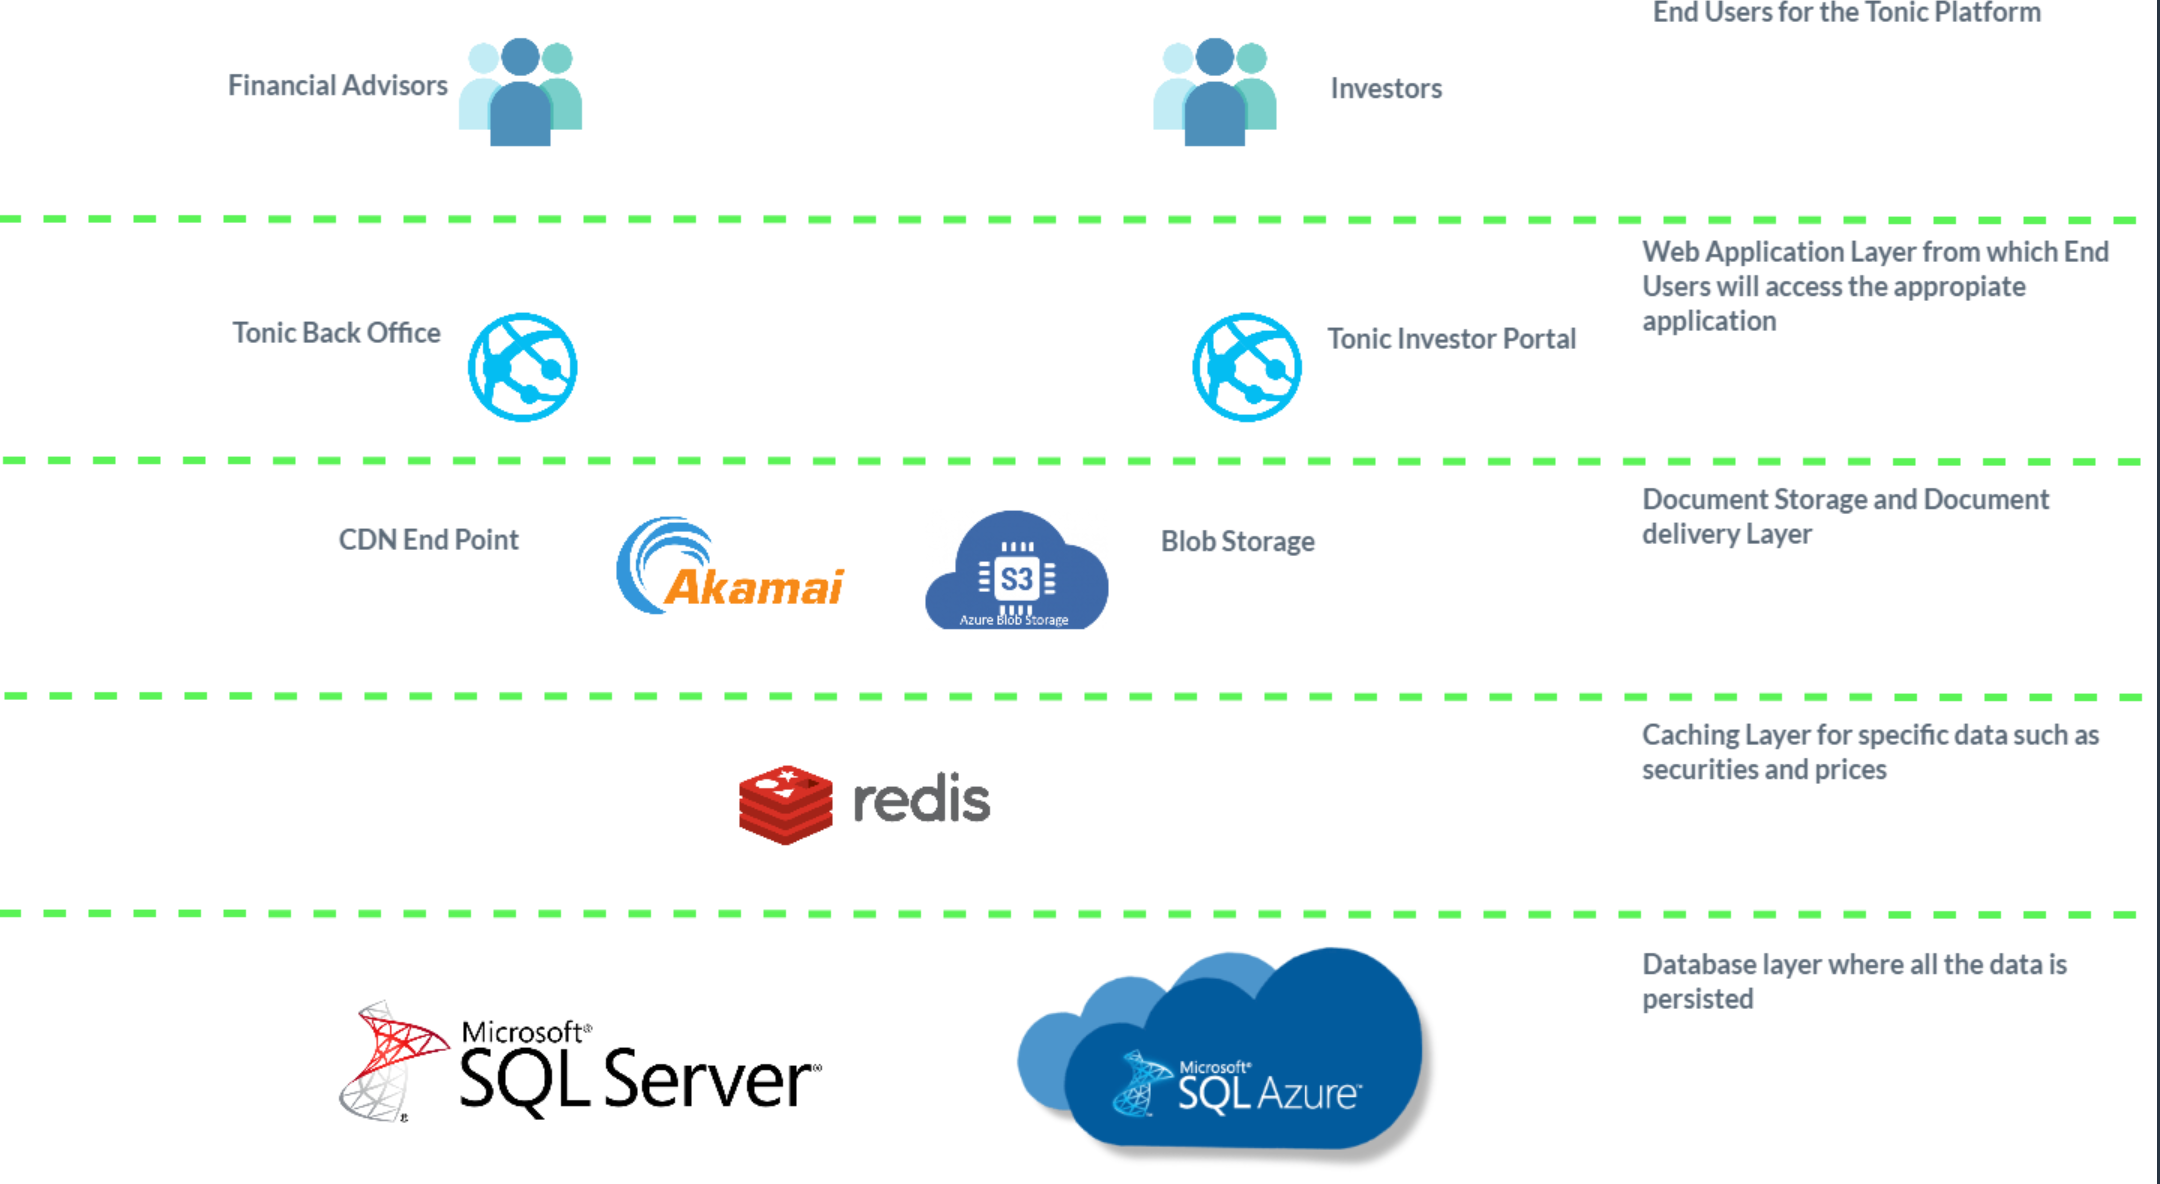 End Users for the Tonic Platform
Financial Advisors
Investors
Web Application Layer from which End
Users will access the appropiate
application
Tonic Back Office
Tonic Investor Portal
Document Storage and Document
delivery Layer
CDN End Point
Akamai
S3
Azure Blob Storage
Blob Storage
Caching Layer for specific data such as
securities and prices
redis
Database layer where all the data is
persisted
Microsoft®
SQL Server®
Microsoft®
SQL Azure™